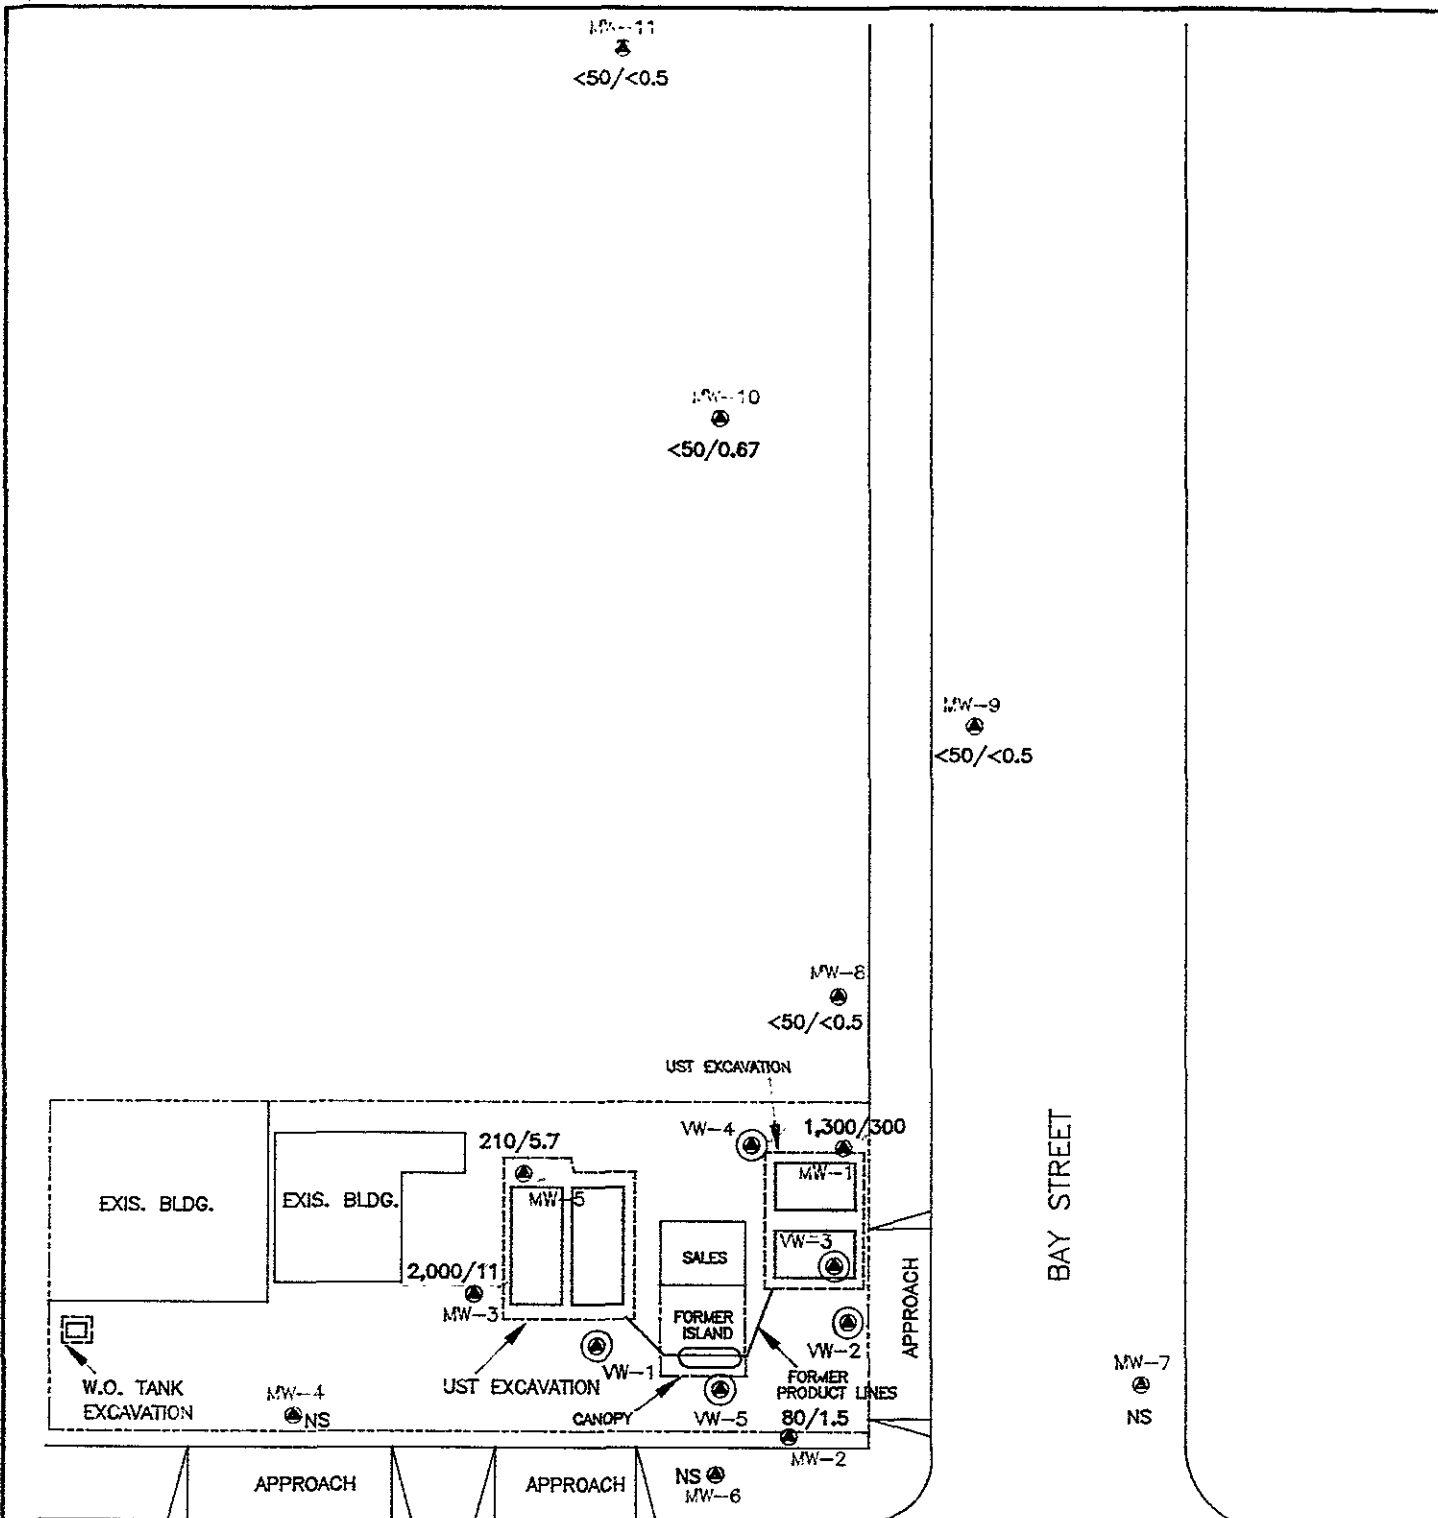 MW-11
<50/<0.5
MW-10
<50/0.67
MW-9
<50/<0.5
MW-8
<50/<0.5
UST EXCAVATION
VW-4
1,300/300
MW-1
210/5.7
MW-5
EXIS. BLDG.
EXIS. BLDG.
VW-3
SALES
2,000/11
MW-3
FORMER
ISLAND
VW-2
VW-1
APPROACH
BAY STREET
MW-7
NS
W.O. TANK
EXCAVATION
MW-4
NS
UST EXCAVATION
FORMER
PRODUCT LINES
CANOPY
VW-5
80/1.5
MW-2
APPROACH
APPROACH
NS
MW-6